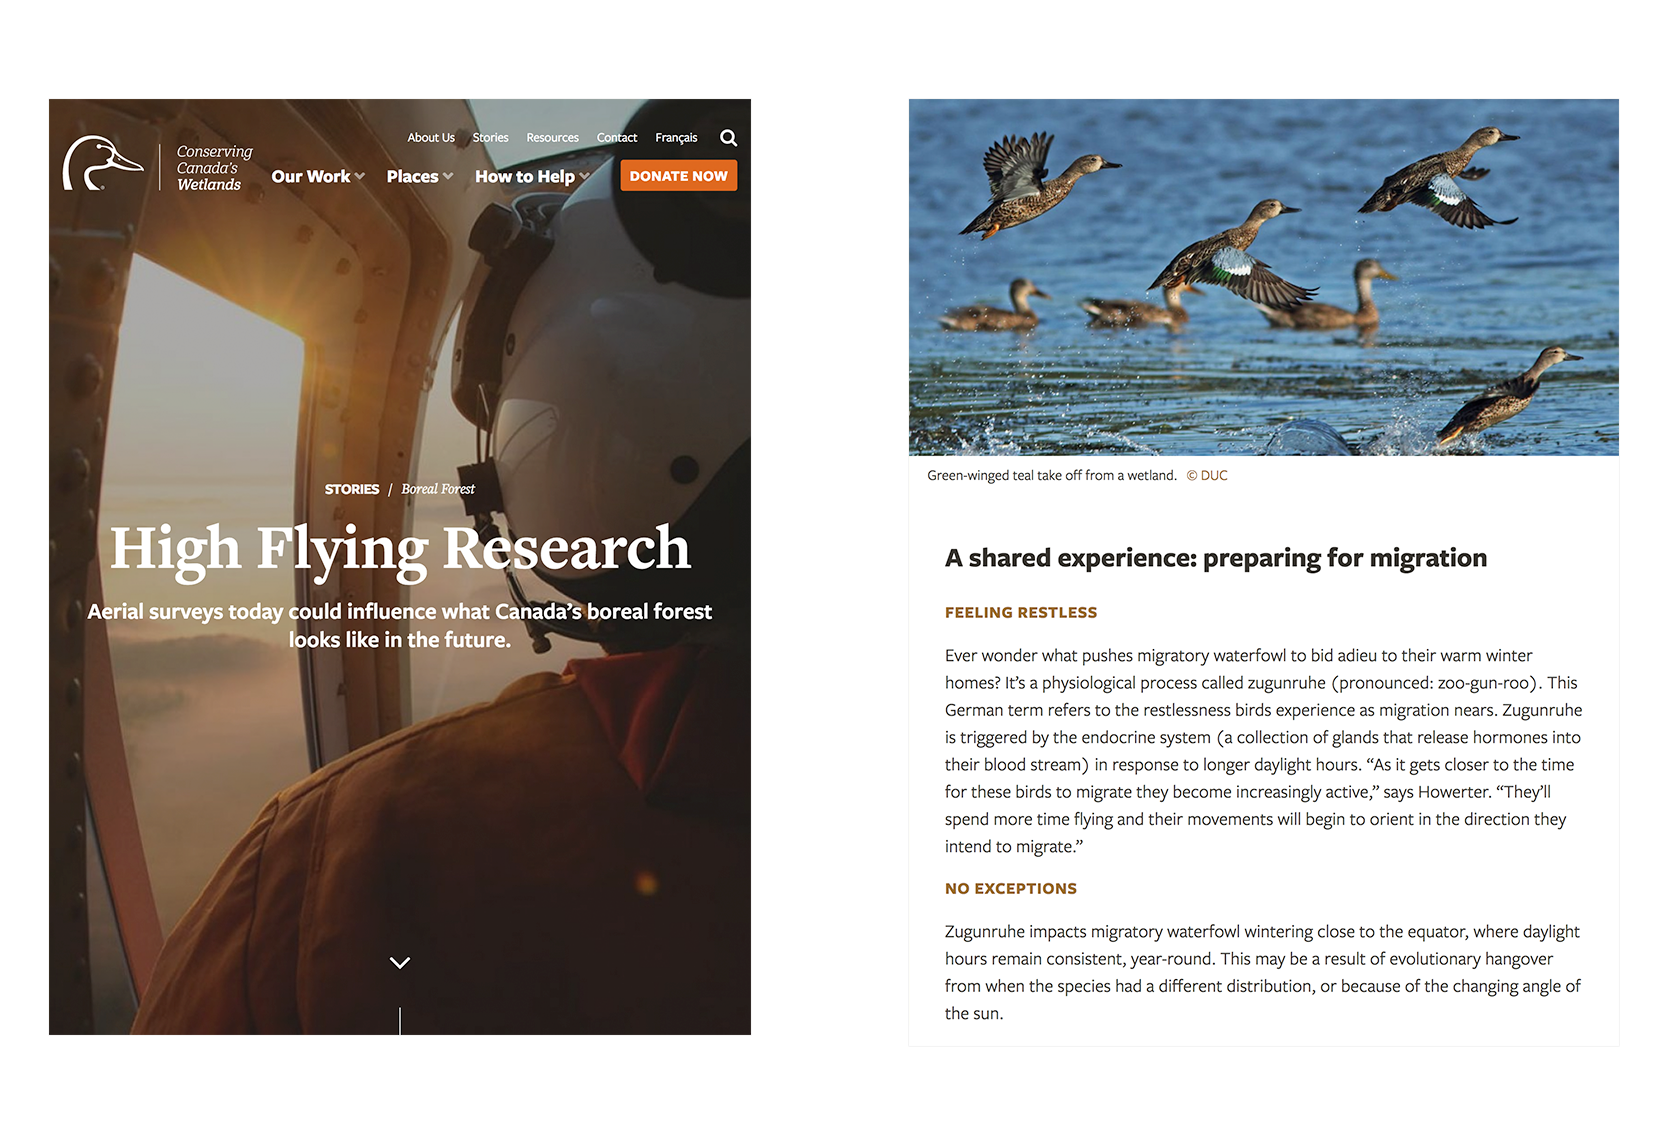 About Us Stories Resources Contact Français
Conserving
Canada's
Wetlands
Our Work Places How to Help DONATE NOW
STORIES / Boreal Forest
High Flying Research
Aerial surveys today could influence what Canada's boreal forest
looks like in the future.
Green-winged teal take off from a wetland. © DUC
A shared experience: preparing for migration
FEELING RESTLESS
Ever wonder what pushes migratory waterfowl to bid adieu to their warm winter
homes? It's a physiological process called zugunruhe (pronounced: zoo-gun-roo). This
German term refers to the restlessness birds experience as migration nears. Zugunruhe
is triggered by the endocrine system (a collection of glands that release hormones into
their blood stream) in response to longer daylight hours. “As it gets closer to the time
for these birds to migrate they become increasingly active,” says Howerter. “They'll
spend more time flying and their movements will begin to orient in the direction they
intend to migrate.”
NO EXCEPTIONS
Zugunruhe impacts migratory waterfowl wintering close to the equator, where daylight
hours remain consistent, year-round. This may be a result of evolutionary hangover
from when the species had a different distribution, or because of the changing angle of
the sun.